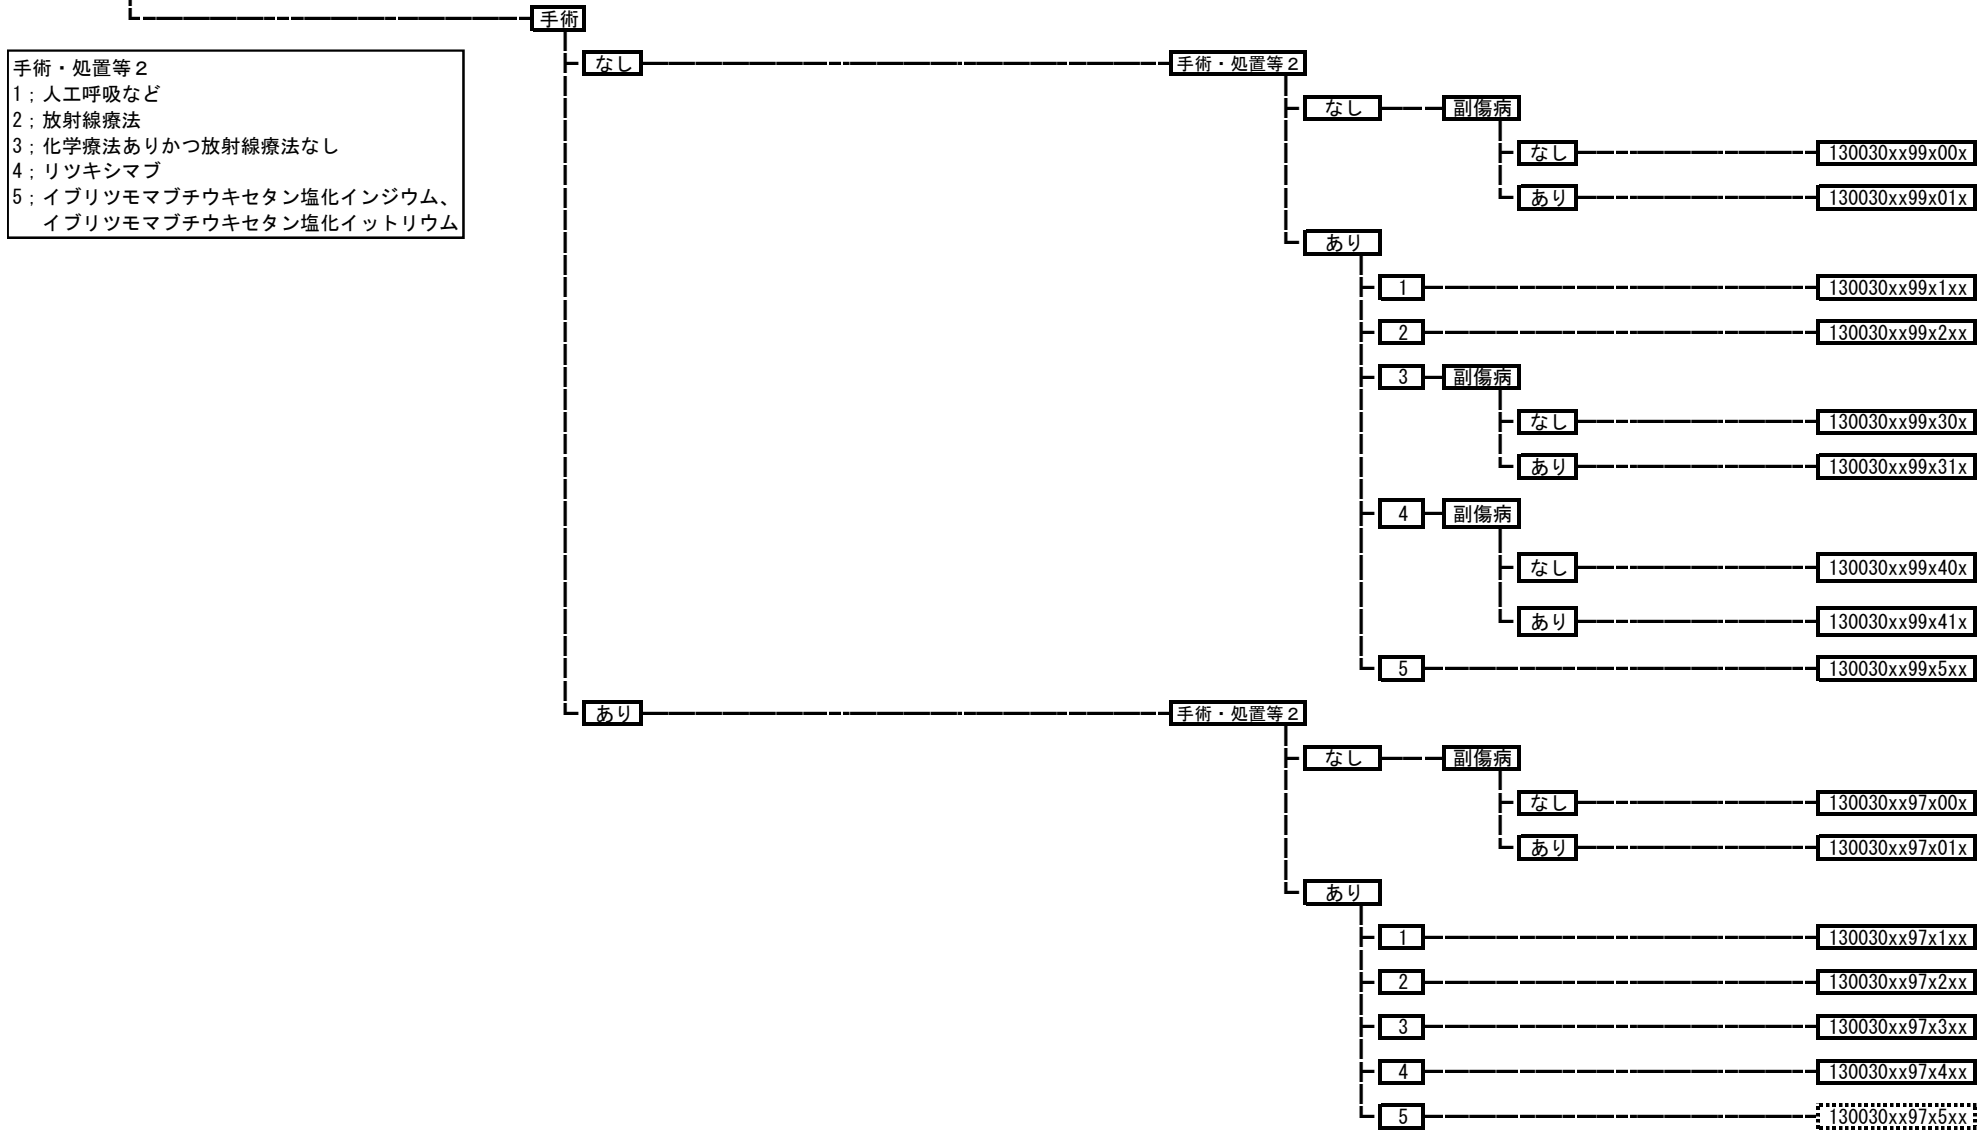 手術
手術・処置等２
1；人工呼吸など
2；放射線療法
3；化学療法ありかつ放射線療法なし
4；リツキシマブ
5；イブリツモマブチウキセタン塩化インジウム、
イブリツモマブチウキセタン塩化イットリウム
なし 手術・処置等２
なし 副傷病
なし 130030xx99x00x
あり 130030xx99x01x
あり
1 130030xx99x1xx
2 130030xx99x2xx
3 副傷病
なし 130030xx99x30x
あり 130030xx99x31x
4 副傷病
なし 130030xx99x40x
あり 130030xx99x41x
5 130030xx99x5xx
あり 手術・処置等２
なし 副傷病
なし 130030xx97x00x
あり 130030xx97x01x
あり
1 130030xx97x1xx
2 130030xx97x2xx
3 130030xx97x3xx
4 130030xx97x4xx
5 130030xx97x5xx